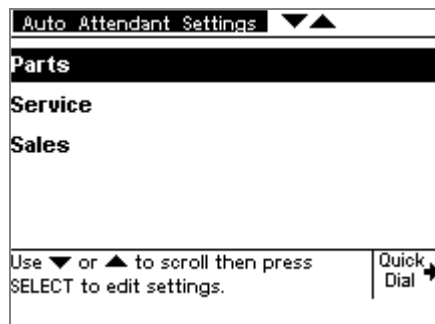 Auto Attendant Settings ▼▲
Parts
Service
Sales
Use ▼ or ▲ to scroll then press
SELECT to edit settings.
Quick
Dial